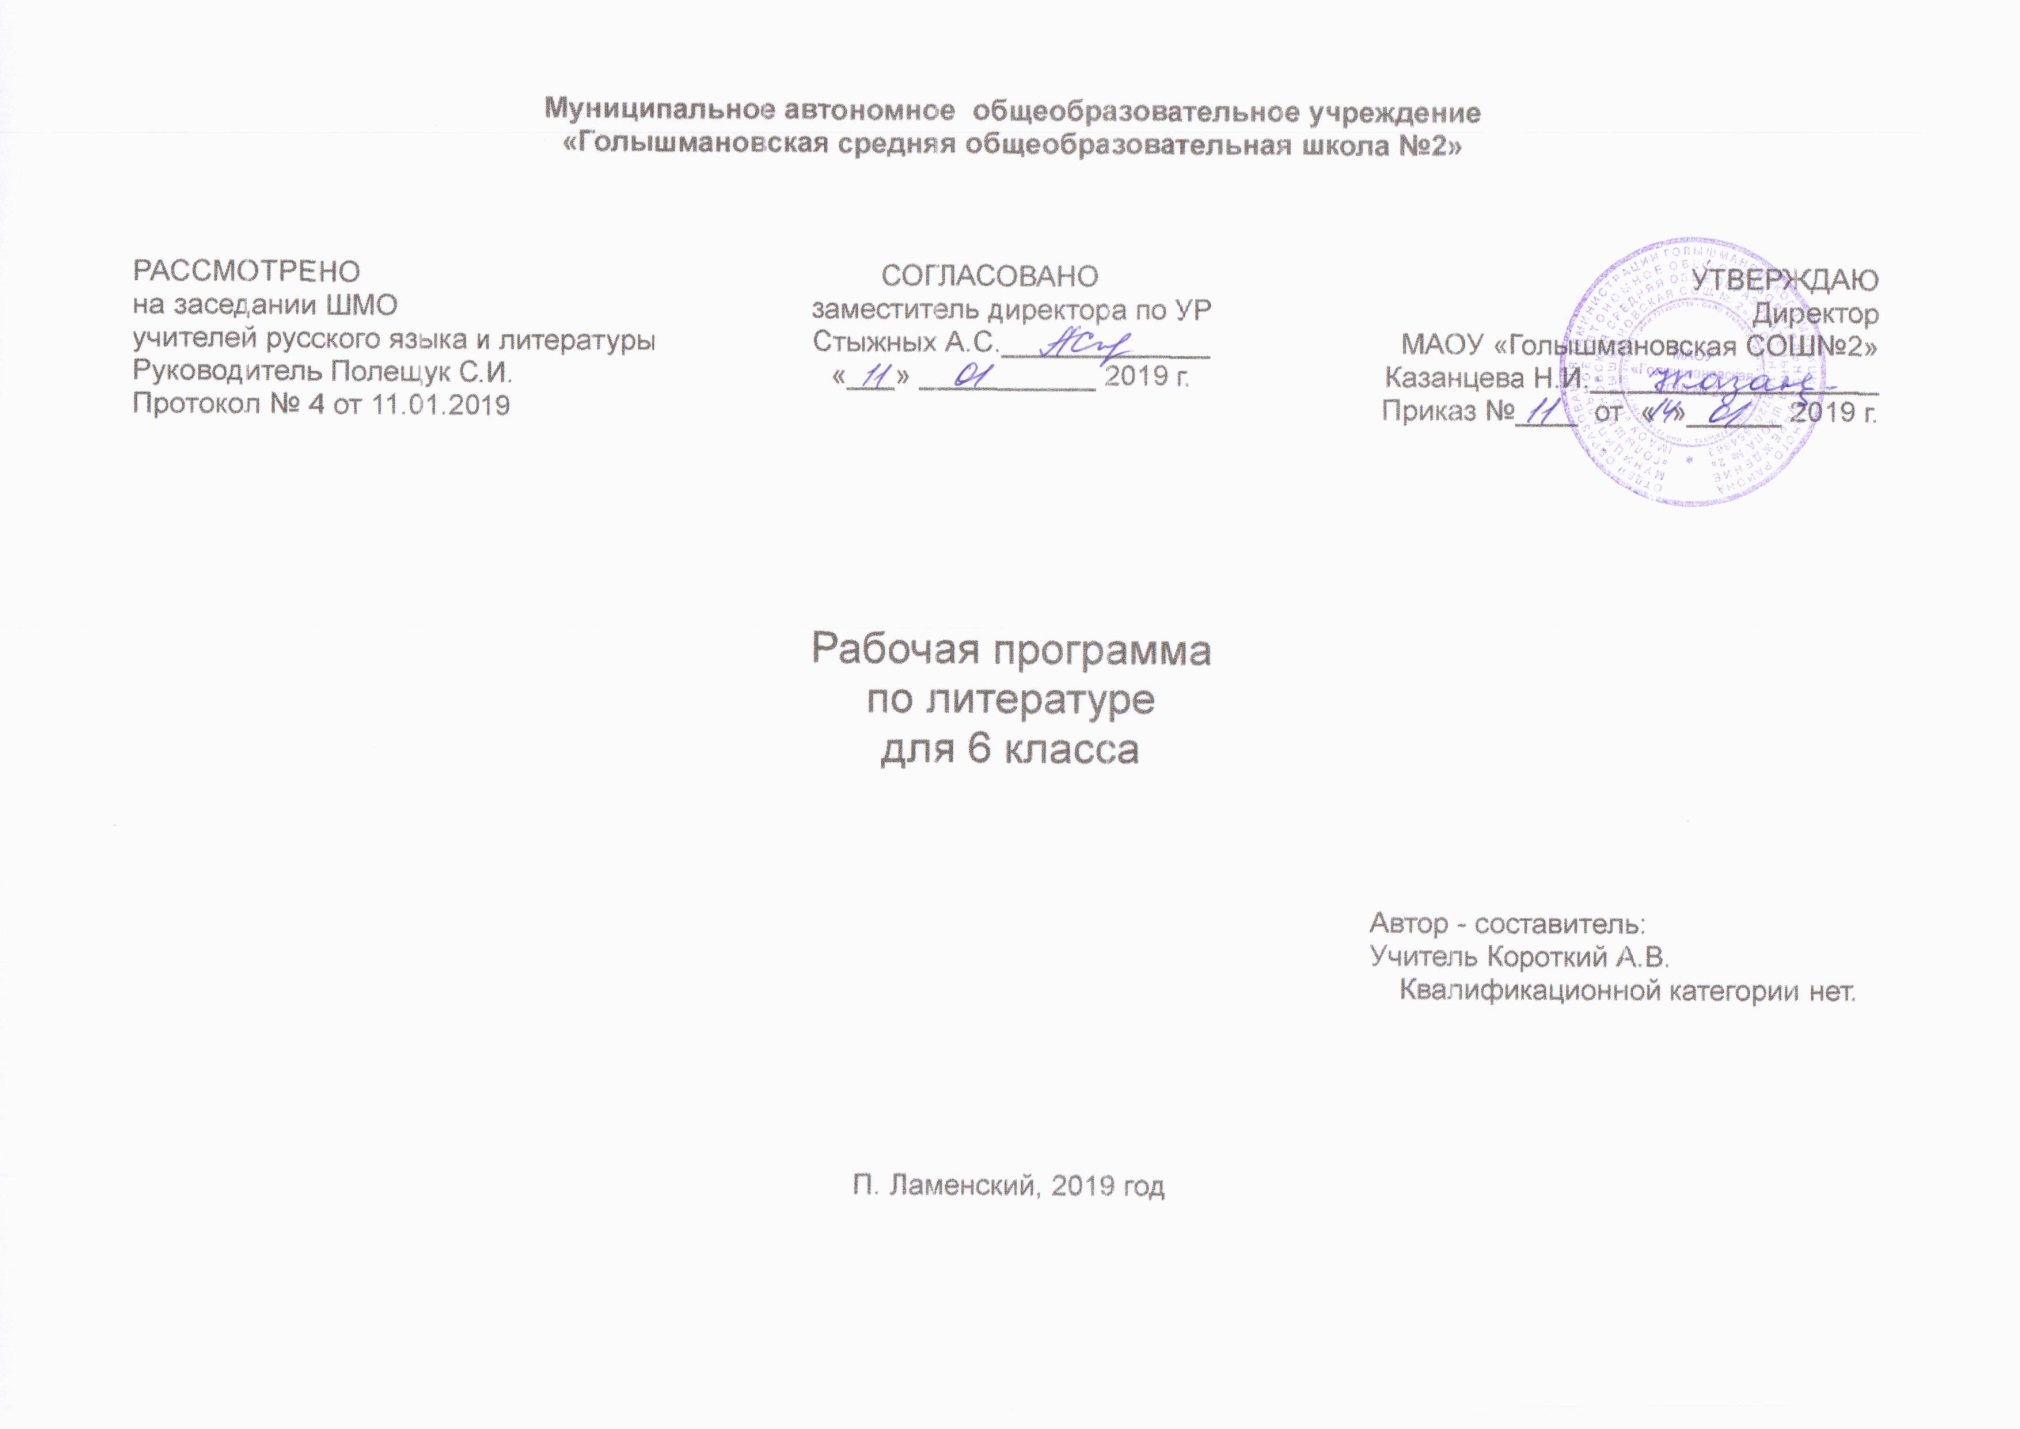 Муниципальное автономное общеобразовательное учреждение
«Голышмановская средняя общеобразовательная школа №2»
РАССМОТРЕНО
на заседании ШМО
учителей русского языка и литературы
Руководитель Полещук С.И.
Протокол № 4 от 11.01.2019
СОГЛАСОВАНО
заместитель директора по УР
Стыжных А.С.
« 11 » 01 2019 г.
УТВЕРЖДАЮ
Директор
МАОУ «Голышмановская СОШ№2»
Казанцева Н.И.
Приказ № 11 от «14» 01 2019 г.
Рабочая программа
по литературе
для 6 класса
Автор - составитель:
Учитель Короткий А.В.
Квалификационной категории нет.
П. Ламенский, 2019 год